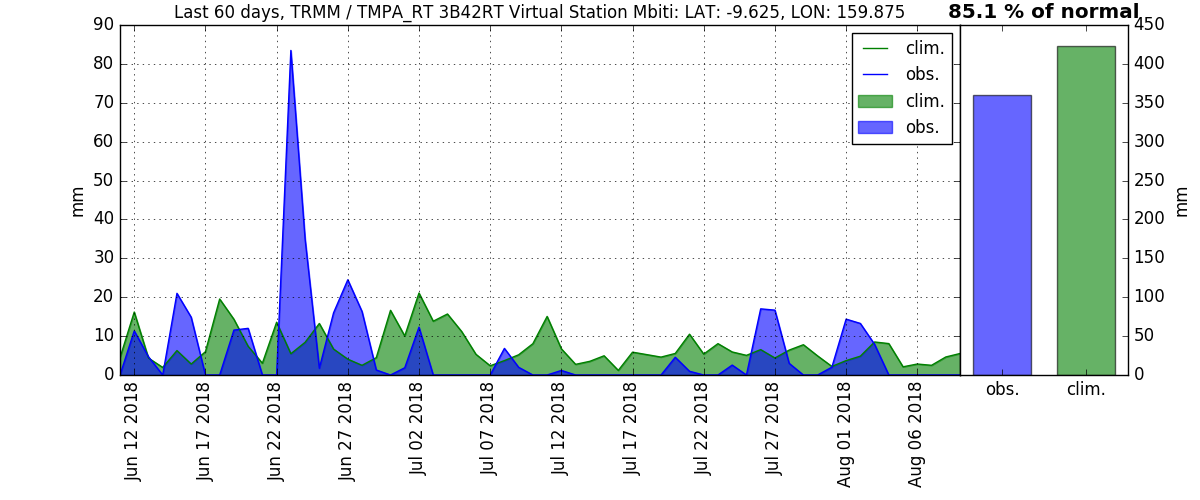 Last 60 days, TRMM / TMPA_RT 3B42RT Virtual Station Mbiti: LAT: -9.625, LON: 159.875
85.1 % of normal
90
80
70
60
50
40
30
20
10
0
mm
clim.
obs.
clim.
obs.
Jun 12 2018
Jun 17 2018
Jun 22 2018
Jun 27 2018
Jul 02 2018
Jul 07 2018
Jul 12 2018
Jul 17 2018
Jul 22 2018
Jul 27 2018
Aug 01 2018
Aug 06 2018
450
400
350
300
250
200
150
100
50
0
mm
obs.
clim.